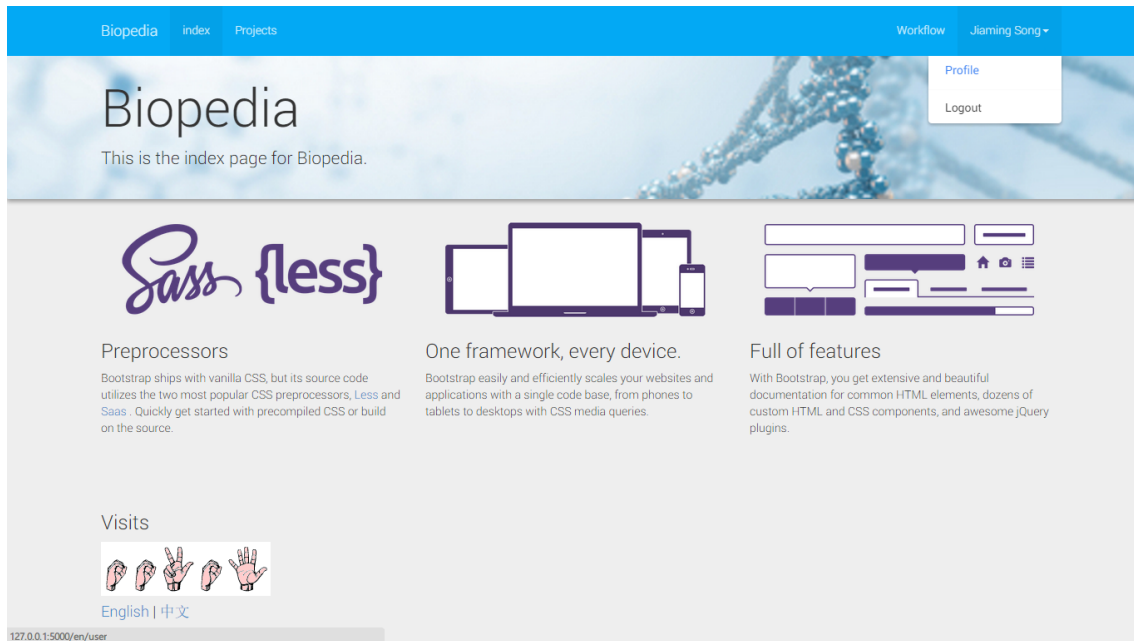 Biopedia index Projects Workflow Jiaming Song
Profile
Logout
Biopedia
This is the index page for Biopedia.
Sass {less}
Preprocessors
Bootstrap ships with vanilla CSS, but its source code
utilizes the two most popular CSS preprocessors, Less and
Saas . Quickly get started with precompiled CSS or build
on the source.
One framework, every device.
Bootstrap easily and efficiently scales your websites and
applications with a single code base, from phones to
tablets to desktops with CSS media queries.
Full of features
With Bootstrap, you get extensive and beautiful
documentation for common HTML elements, dozens of
custom HTML and CSS components, and awesome jQuery
plugins.
Visits
English | 中文
127.0.0.1:5000/en/user